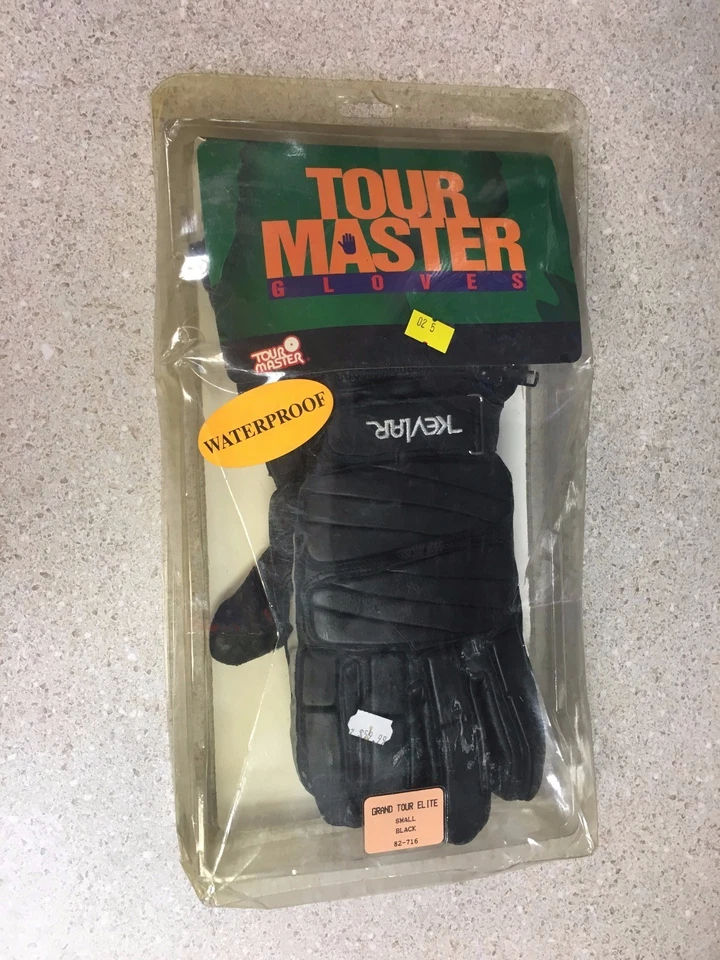 TOUR
MASTER
GLOVES
02 5
TOUR
MASTER
WATERPROOF
KEVLAR
GRAND TOUR ELITE
SMALL
BLACK
82-716